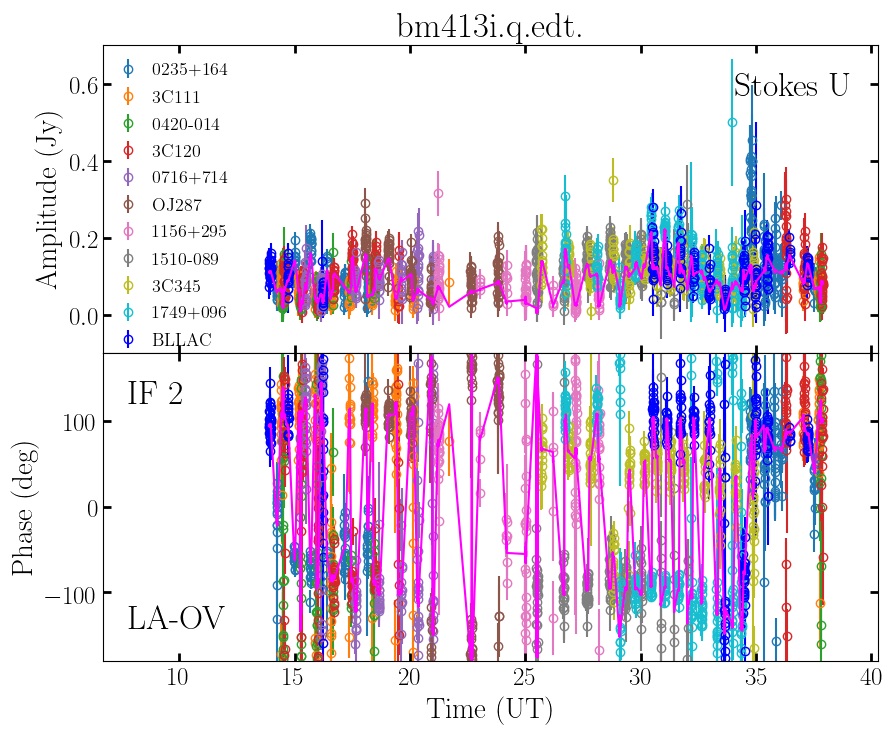 bm413i.q.edt.
Stokes U
0235+164
3C111
0420-014
3C120
0716+714
OJ287
1156+295
1510-089
3C345
1749+096
BLLAC
Amplitude (Jy)
0.6
0.4
0.2
0.0
IF 2
LA-OV
Phase (deg)
100
0
−100
10 15 20 25 30 35 40
Time (UT)